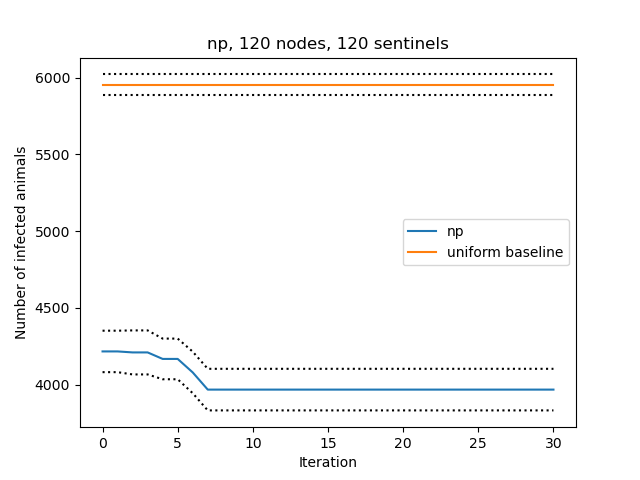 np, 120 nodes, 120 sentinels
6000
5500
5000
4500
4000
Number of infected animals
np
uniform baseline
0
5
10
15
20
25
30
Iteration